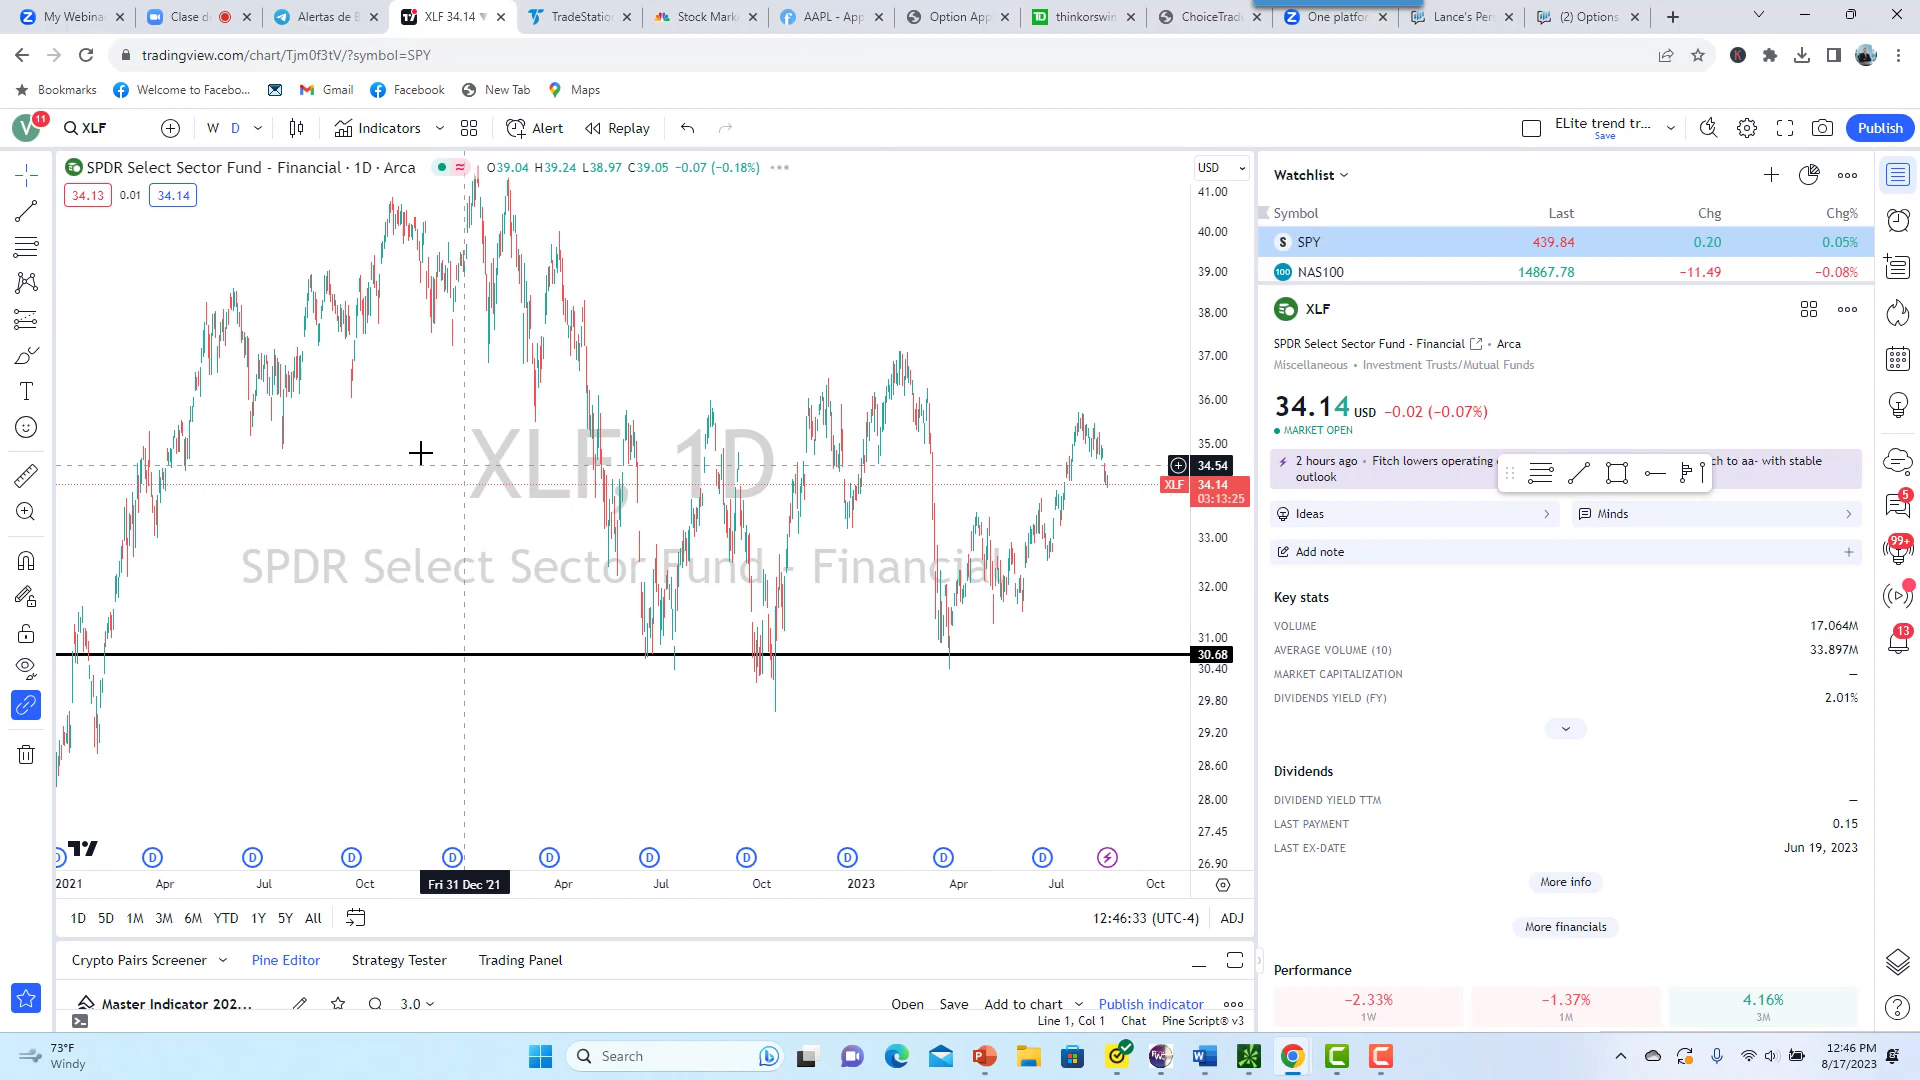 My Webinar
Clase d
Alertas de B
XLF 34.14
TradeStatio
Stock Mark
AAPL - App
Option App
thinkorswin
ChoiceTrad
One platfor
Lance's Per
(2) Options
tradingview.com/chart/Tjm0f3tV/?symbol=SPY
Bookmarks
Welcome to Facebo...
Gmail
Facebook
New Tab
Maps
V
11
XLF
W
D
Indicators
Alert
Replay
ELite trend tr...
Save
Publish
SPDR Select Sector Fund - Financial · 1D · Arca
O39.04 H39.24 L38.97 C39.05 −0.07 (−0.18%)
USD
34.13
0.01
34.14
41.00
40.00
39.00
38.00
37.00
36.00
35.00
34.54
XLF
34.14
03:13:25
33.00
32.00
31.00
30.68
30.40
29.80
29.20
28.60
28.00
27.45
26.90
XLF, 1D
SPDR Select Sector Fund - Financial
D D D D D D D D D D D
2021
Apr
Jul
Oct
Fri 31 Dec '21
Apr
Jul
Oct
2023
Apr
Jul
Oct
1D 5D 1M 3M 6M YTD 1Y 5Y All
12:46:33 (UTC-4)
ADJ
Crypto Pairs Screener
Pine Editor
Strategy Tester
Trading Panel
Master Indicator 202...
3.0
Open
Save
Add to chart
Publish indicator
Line 1, Col 1
Chat
Pine Script® v3
Watchlist
Symbol Last Chg Chg%
S SPY 439.84 0.20 0.05%
100 NAS100 14867.78 −11.49 −0.08%
XLF
SPDR Select Sector Fund - Financial • Arca
Miscellaneous • Investment Trusts/Mutual Funds
34.14 USD −0.02 (−0.07%)
MARKET OPEN
2 hours ago • Fitch lowers operating
ch to aa- with stable
outlook
Ideas
Minds
Add note
Key stats
VOLUME 17.064M
AVERAGE VOLUME (10) 33.897M
MARKET CAPITALIZATION —
DIVIDENDS YIELD (FY) 2.01%
Dividends
DIVIDEND YIELD TTM —
LAST PAYMENT 0.15
LAST EX-DATE Jun 19, 2023
More info
More financials
Performance
−2.33%
1W
−1.37%
1M
4.16%
3M
5
99+
13
73°F
Windy
Search
12:46 PM
8/17/2023